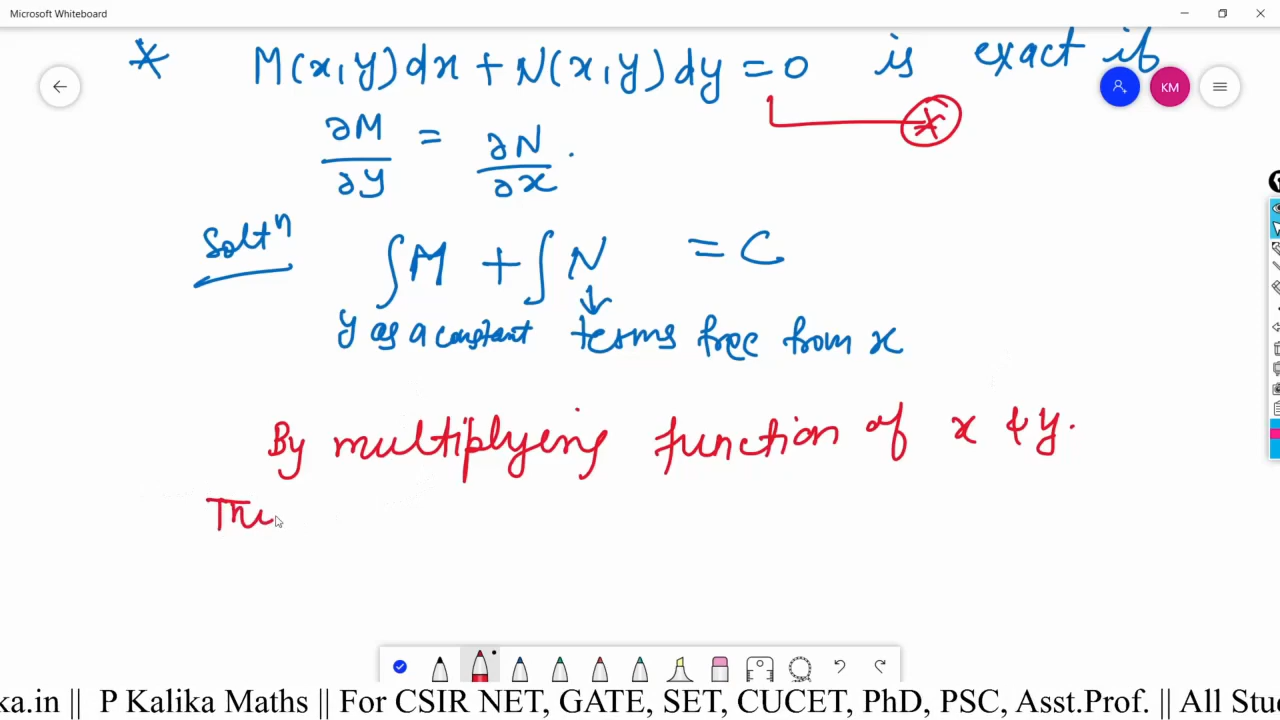 Microsoft Whiteboard
* M(x,y)dx + N(x,y)dy = 0 is exact if
KM
*
∂M/∂y = ∂N/∂x .
Soltⁿ ∫M + ∫N = C
y as a constant terms free from x
By multiplying function of x & y.
The
ka.in || P Kalika Maths || For CSIR NET, GATE, SET, CUCET, PhD, PSC, Asst.Prof. || All Stu